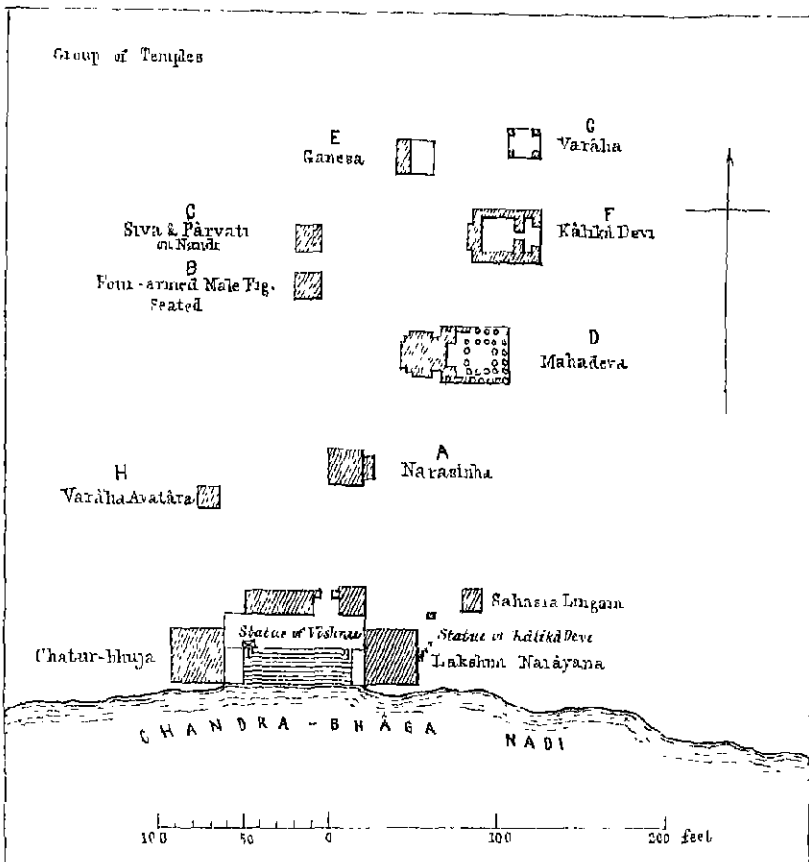 Group of Temples
E
Ganesa
G
Varâha
C
Siva & Pârvati
on Nandi
F
Kâlikâ Devi
B
Four-armed Male Fig.
Seated
D
Mahadeva
A
Narasinha
H
Varâha Avatâra
Sahasra Lingam
Statue of Vishnu
Statue of Kâlikâ Devi
Chatur-bhuja
Lakshmi Narâyana
CHANDRA-BHÂGA NADI
100 50 0 100 200 feet